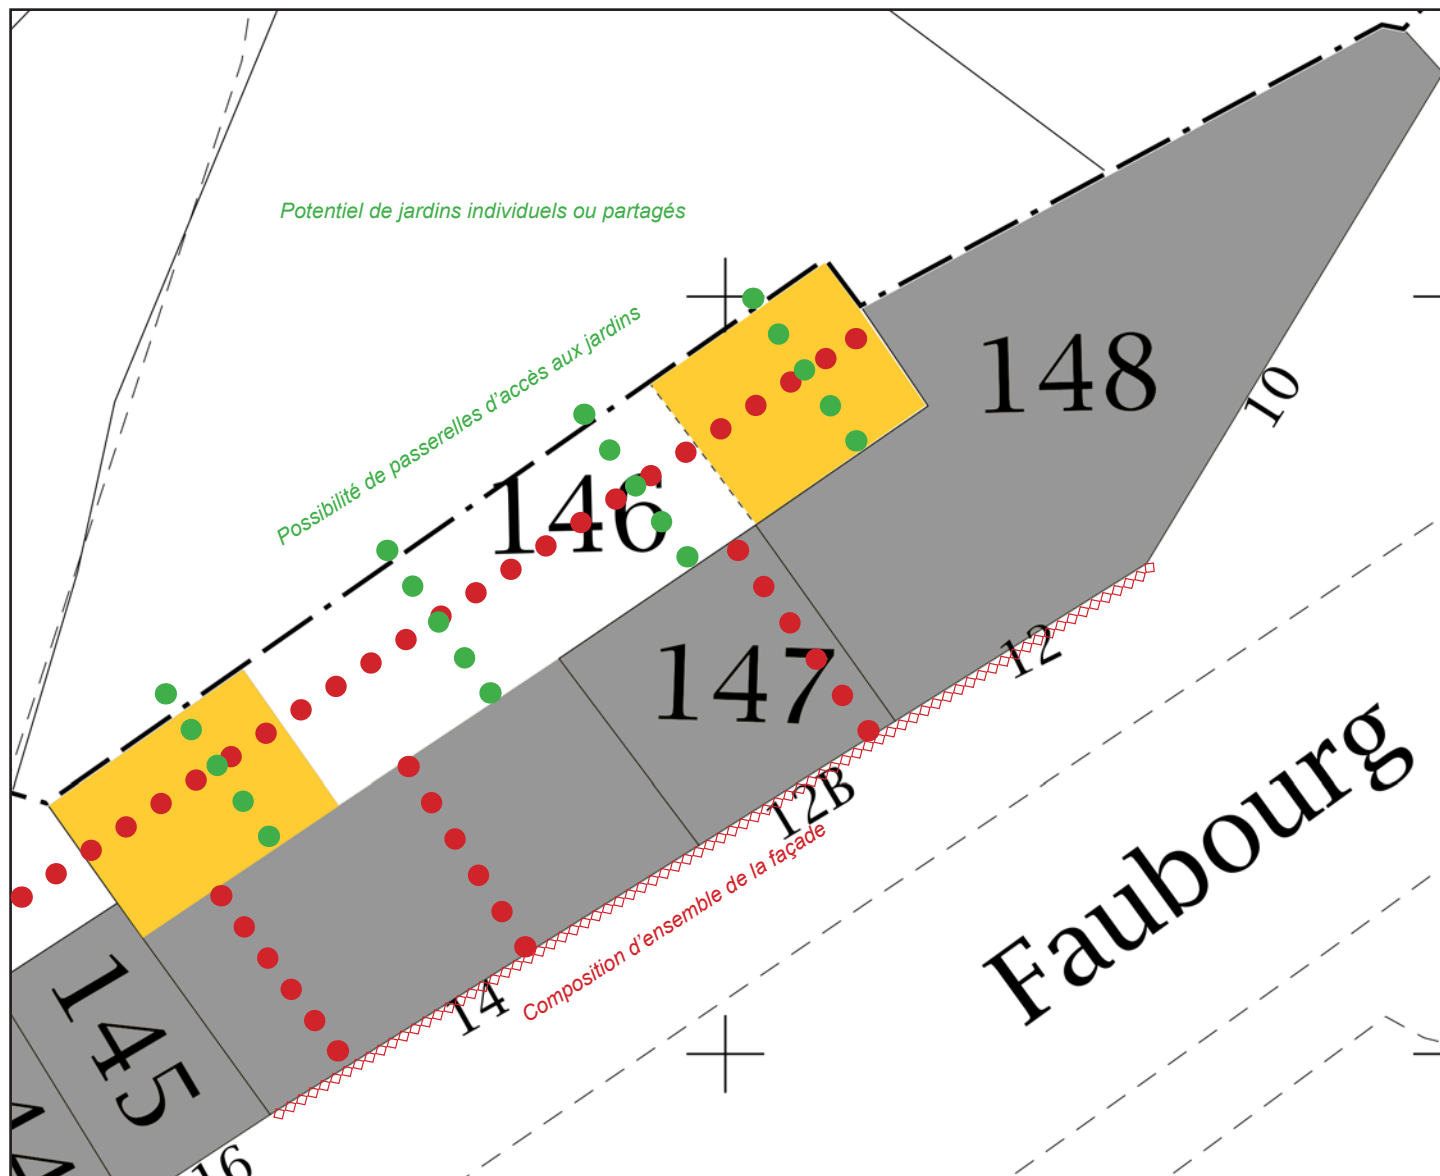 Potentiel de jardins individuels ou partagés
Possibilité de passerelles d'accès aux jardins
148
10
146
147
12
12B
Faubourg
Composition d'ensemble de la façade
14
145
16